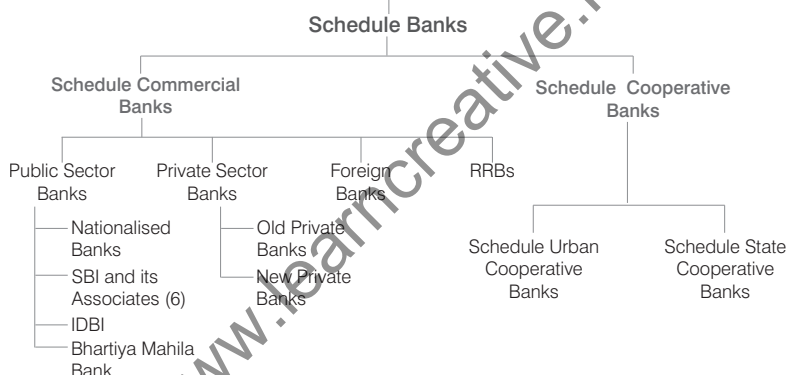 Schedule Banks
Schedule Commercial
Banks
Schedule Cooperative
Banks
Public Sector
Banks
Private Sector
Banks
Foreign
Banks
RRBs
Nationalised
Banks
SBI and its
Associates (6)
IDBI
Bhartiya Mahila
Bank
Old Private
Banks
New Private
Banks
Schedule Urban
Cooperative
Banks
Schedule State
Cooperative
Banks
www.learncreative.